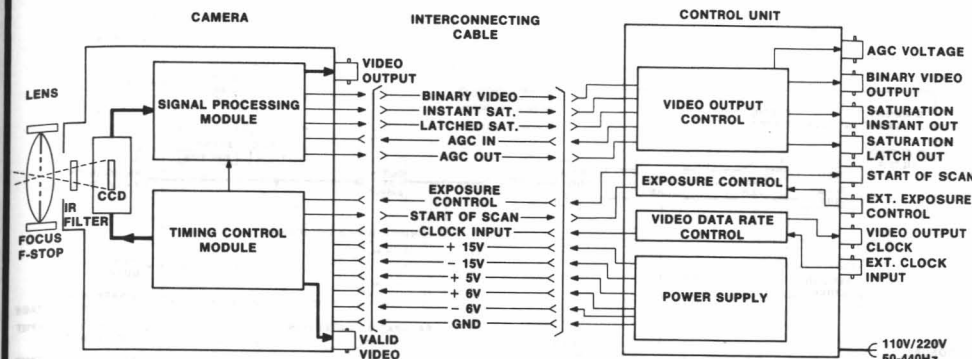 CAMERA
INTERCONNECTING
CABLE
CONTROL UNIT
LENS
IR
FILTER
CCD
FOCUS
F-STOP
SIGNAL PROCESSING
MODULE
TIMING CONTROL
MODULE
VIDEO
OUTPUT
VALID
VIDEO
BINARY VIDEO
INSTANT SAT.
LATCHED SAT.
AGC IN
AGC OUT
EXPOSURE
CONTROL
START OF SCAN
CLOCK INPUT
+ 15V
- 15V
+ 5V
+ 6V
- 6V
GND
VIDEO OUTPUT
CONTROL
EXPOSURE CONTROL
VIDEO DATA RATE
CONTROL
POWER SUPPLY
AGC VOLTAGE
BINARY VIDEO
OUTPUT
SATURATION
INSTANT OUT
SATURATION
LATCH OUT
START OF SCAN
EXT. EXPOSURE
CONTROL
VIDEO OUTPUT
CLOCK
EXT. CLOCK
INPUT
110V/220V
50-440Hz